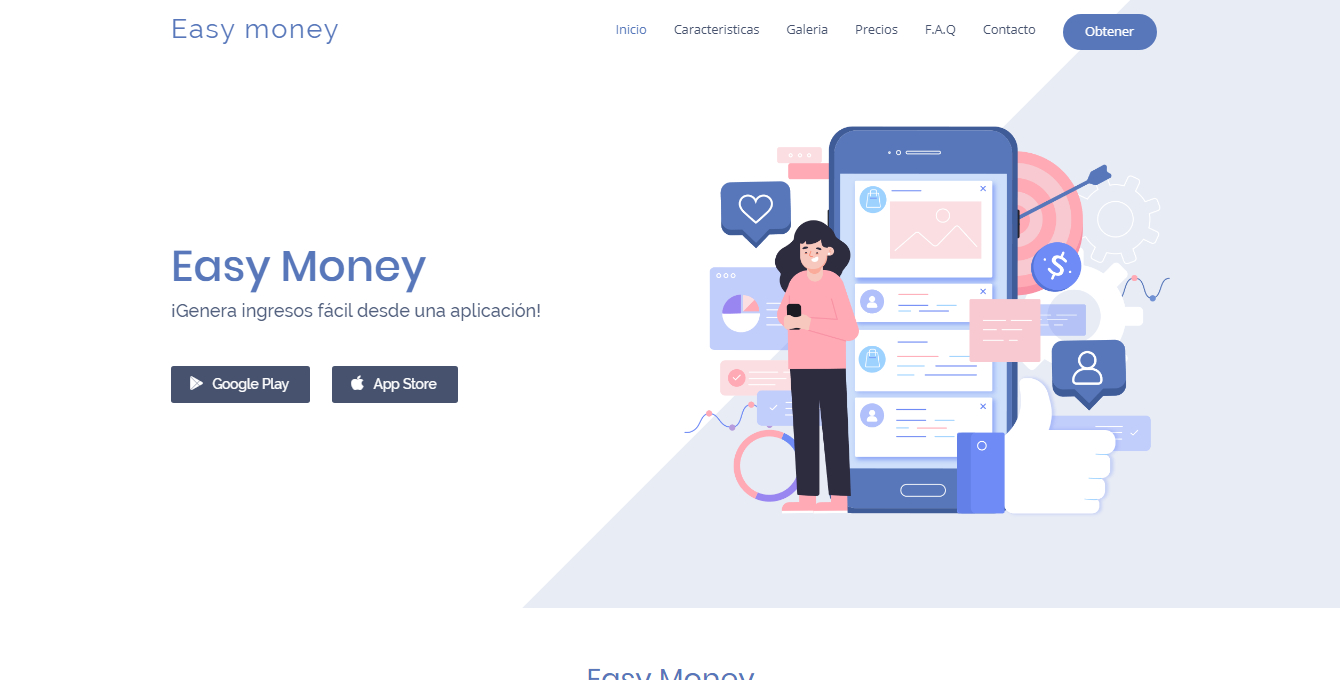 Easy money
Inicio Caracteristicas Galeria Precios F.A.Q Contacto Obtener
Easy Money
¡Genera ingresos fácil desde una aplicación!
Google Play App Store
Easy Money